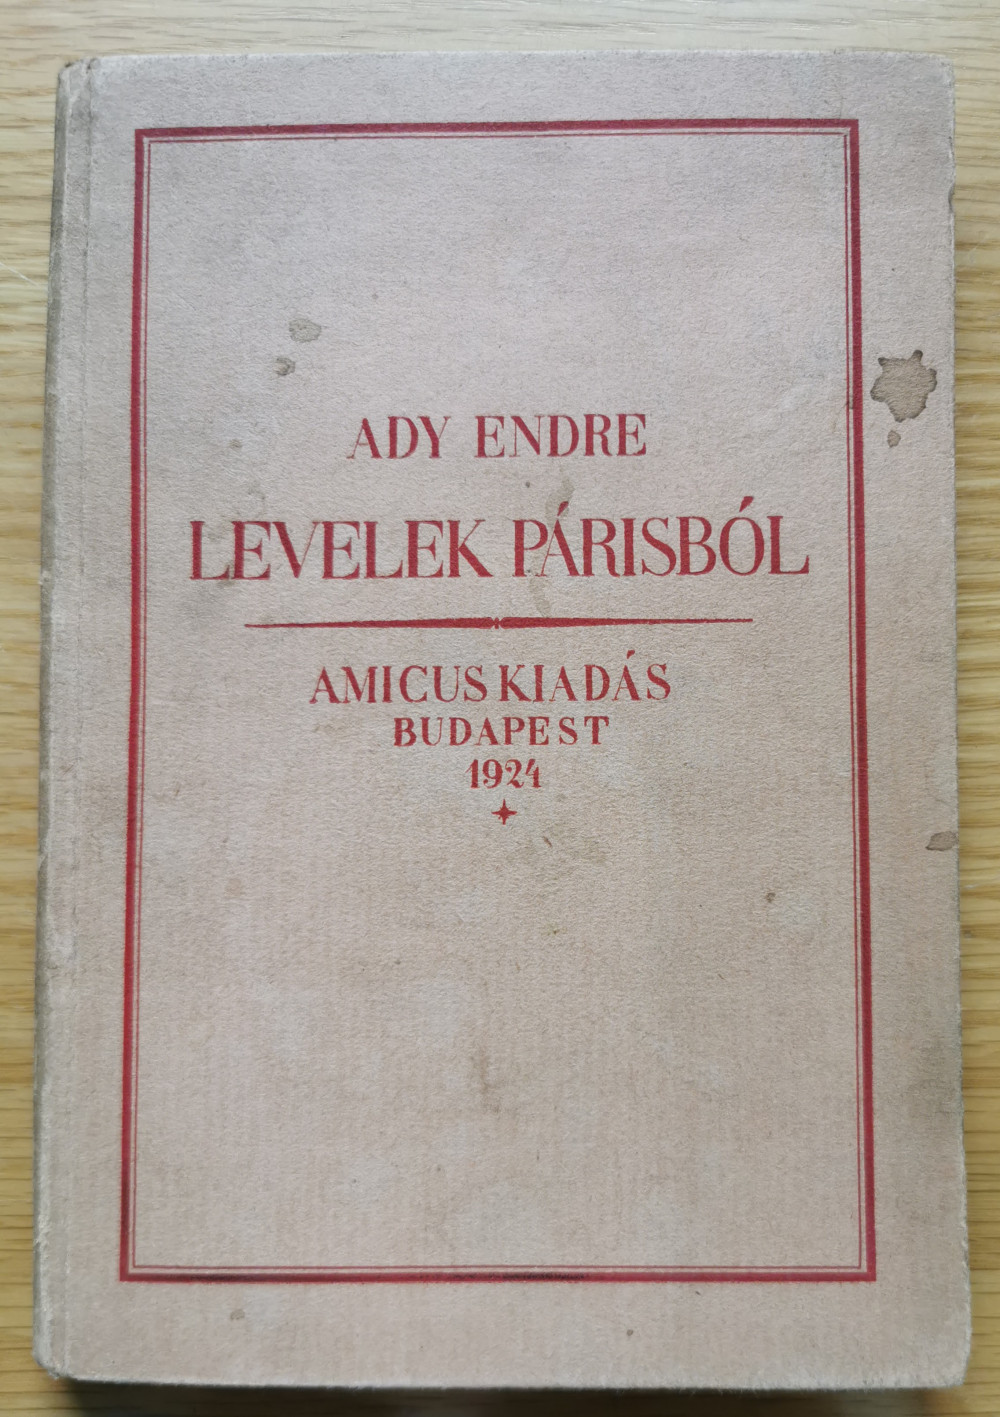 ADY ENDRE
LEVELEK PÁRISBÓL
AMICUS KIADÁS
BUDAPEST
1924